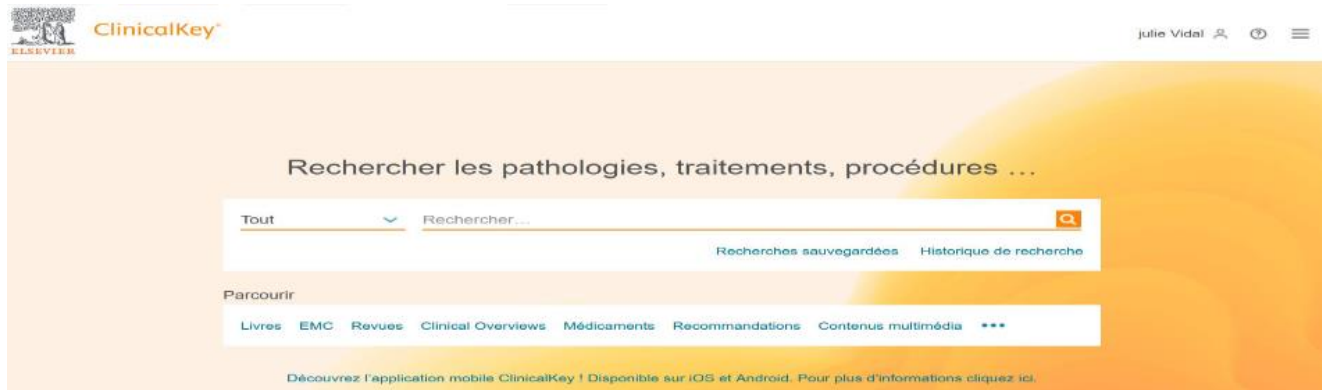 ClinicalKey®
ELSEVIER
julie Vidal
Rechercher les pathologies, traitements, procédures ...
Tout
Rechercher...
Recherches sauvegardées Historique de recherche
Parcourir
Livres EMC Revues Clinical Overviews Médicaments Recommandations Contenus multimédia •••
Découvrez l'application mobile ClinicalKey ! Disponible sur iOS et Android. Pour plus d'informations cliquez ici.